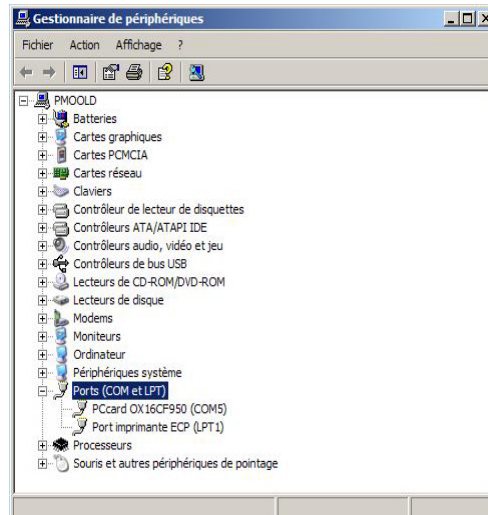 Gestionnaire de périphériques
Fichier Action Affichage ?
PMOOLD
Batteries
Cartes graphiques
Cartes PCMCIA
Cartes réseau
Claviers
Contrôleur de lecteur de disquettes
Contrôleurs ATA/ATAPI IDE
Contrôleurs audio, vidéo et jeu
Contrôleurs de bus USB
Lecteurs de CD-ROM/DVD-ROM
Lecteurs de disque
Modems
Moniteurs
Ordinateur
Périphériques système
Ports (COM et LPT)
PCcard OX16CF950 (COM5)
Port imprimante ECP (LPT1)
Processeurs
Souris et autres périphériques de pointage